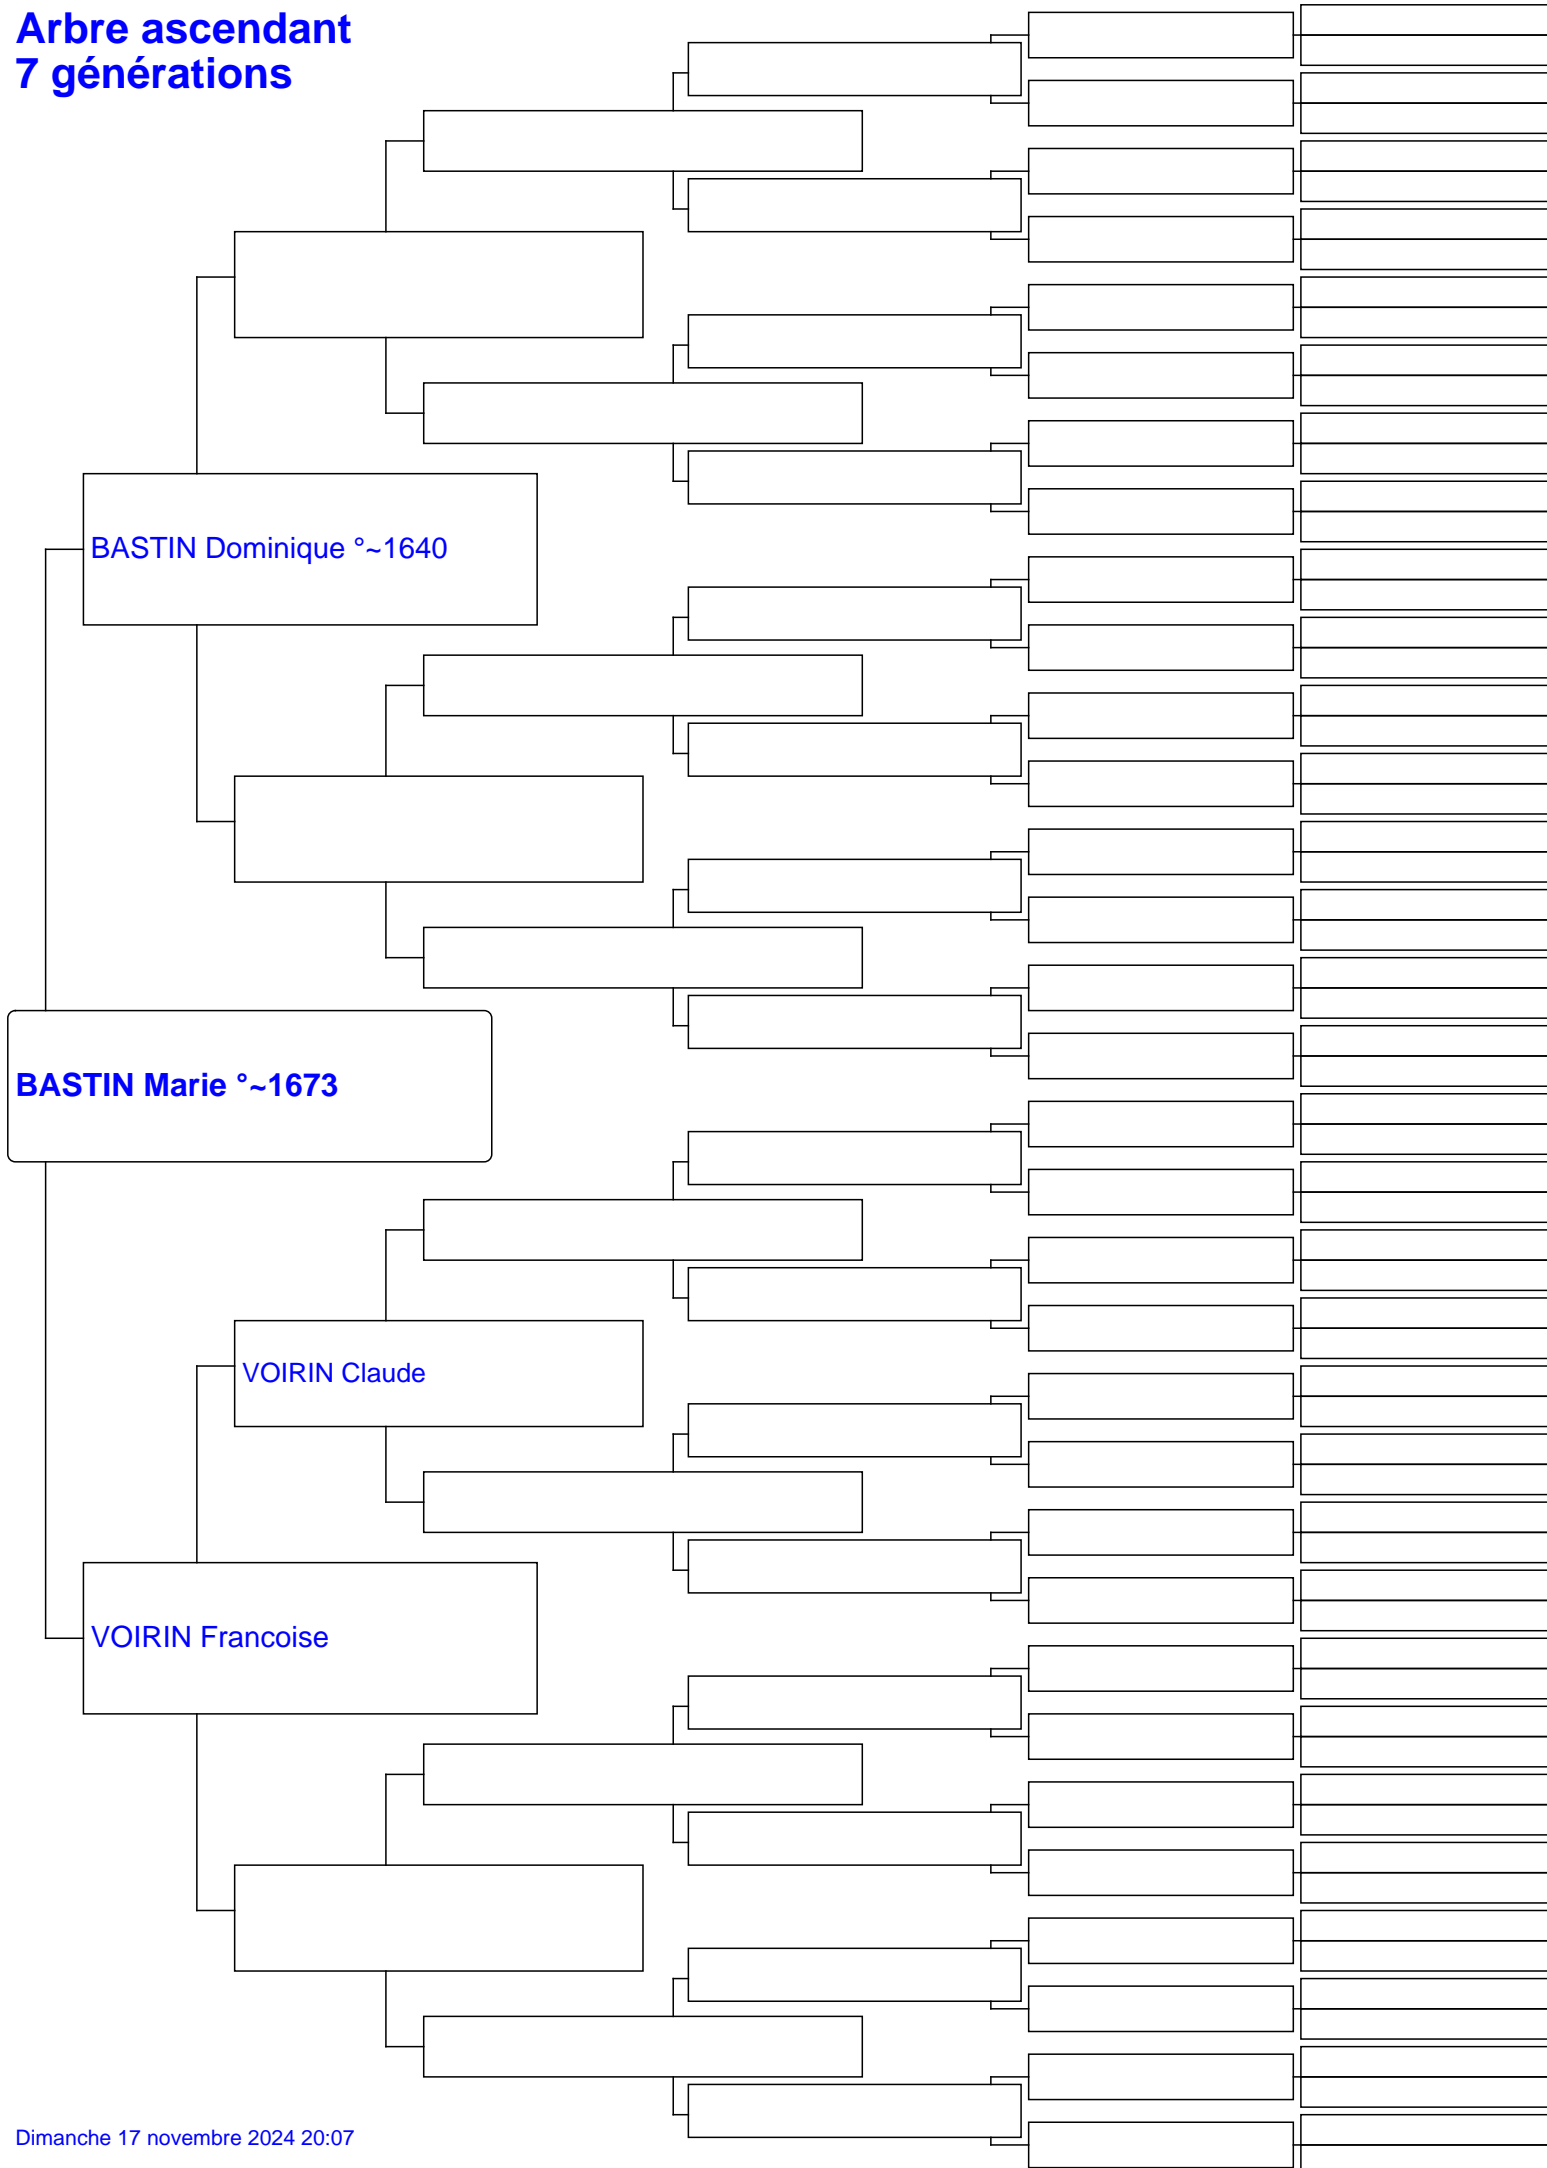 Arbre ascendant
7 générations
BASTIN Dominique °~1640
BASTIN Marie °~1673
VOIRIN Claude
VOIRIN Francoise
Dimanche 17 novembre 2024 20:07